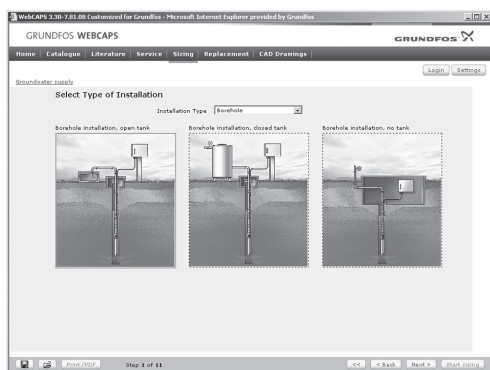 WebCAPS 3.30-7.81.08 Customized for Grundfos - Microsoft Internet Explorer provided by Grundfos
GRUNDFOS WEBCAPS
GRUNDFOS
Home Catalogue Literature Service Sizing Replacement CAD Drawings
Login Settings
Groundwater supply
Select Type of Installation
Installation Type Borehole
Borehole installation, open tank Borehole installation, closed tank Borehole installation, no tank
Print/PDF Step 1 of 11 << < Back Next > Start sizing